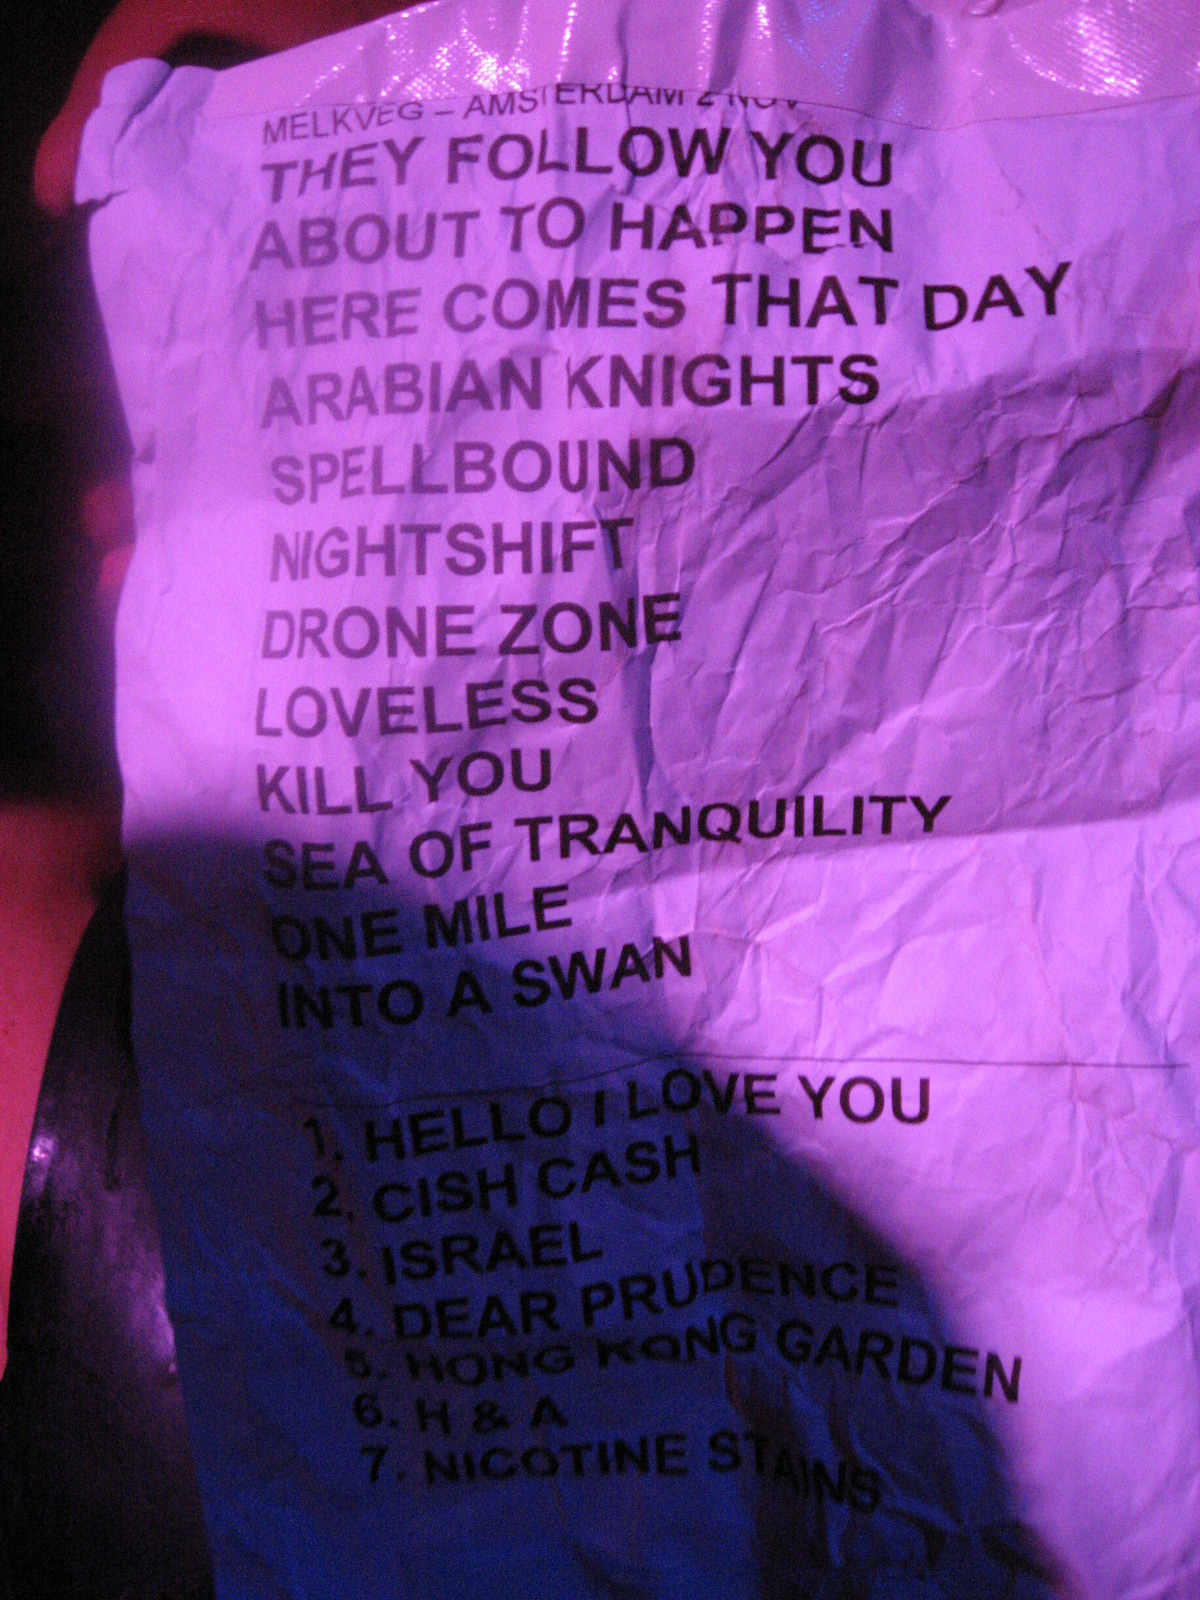 MELKVEG – AMSTERDAM 2 NOV
THEY FOLLOW YOU
ABOUT TO HAPPEN
HERE COMES THAT DAY
ARABIAN KNIGHTS
SPELLBOUND
NIGHTSHIFT
DRONE ZONE
LOVELESS
KILL YOU
SEA OF TRANQUILITY
ONE MILE
INTO A SWAN
1. HELLO I LOVE YOU
2. CISH CASH
3. ISRAEL
4. DEAR PRUDENCE
5. HONG KONG GARDEN
6. H & A
7. NICOTINE STAINS